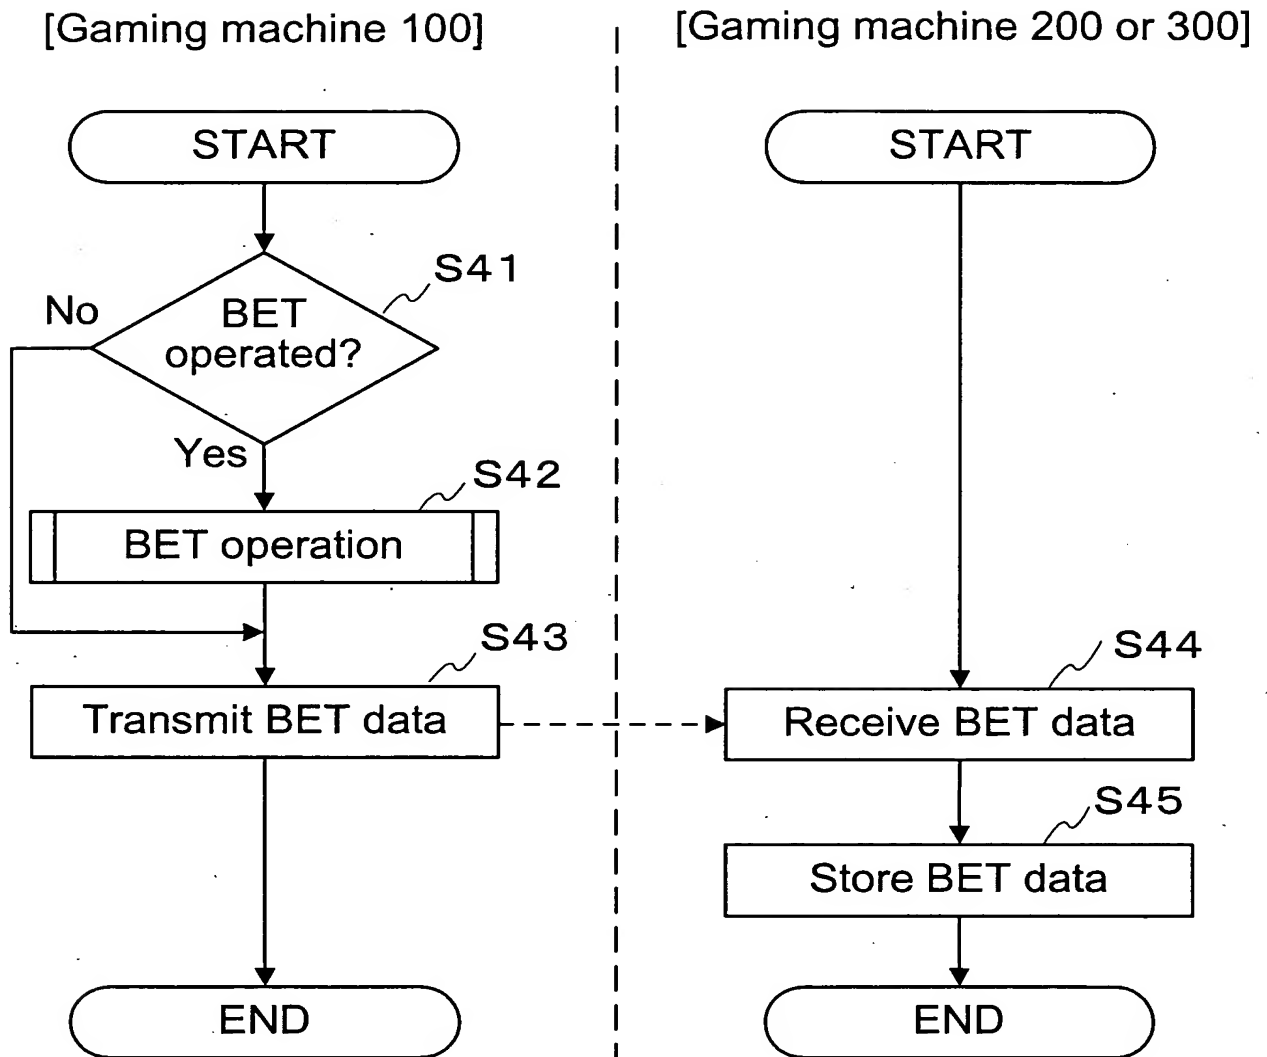 [Gaming machine 100]
START
S41
No
BET
operated?
Yes
S42
BET operation
S43
Transmit BET data
END
[Gaming machine 200 or 300]
START
S44
Receive BET data
S45
Store BET data
END